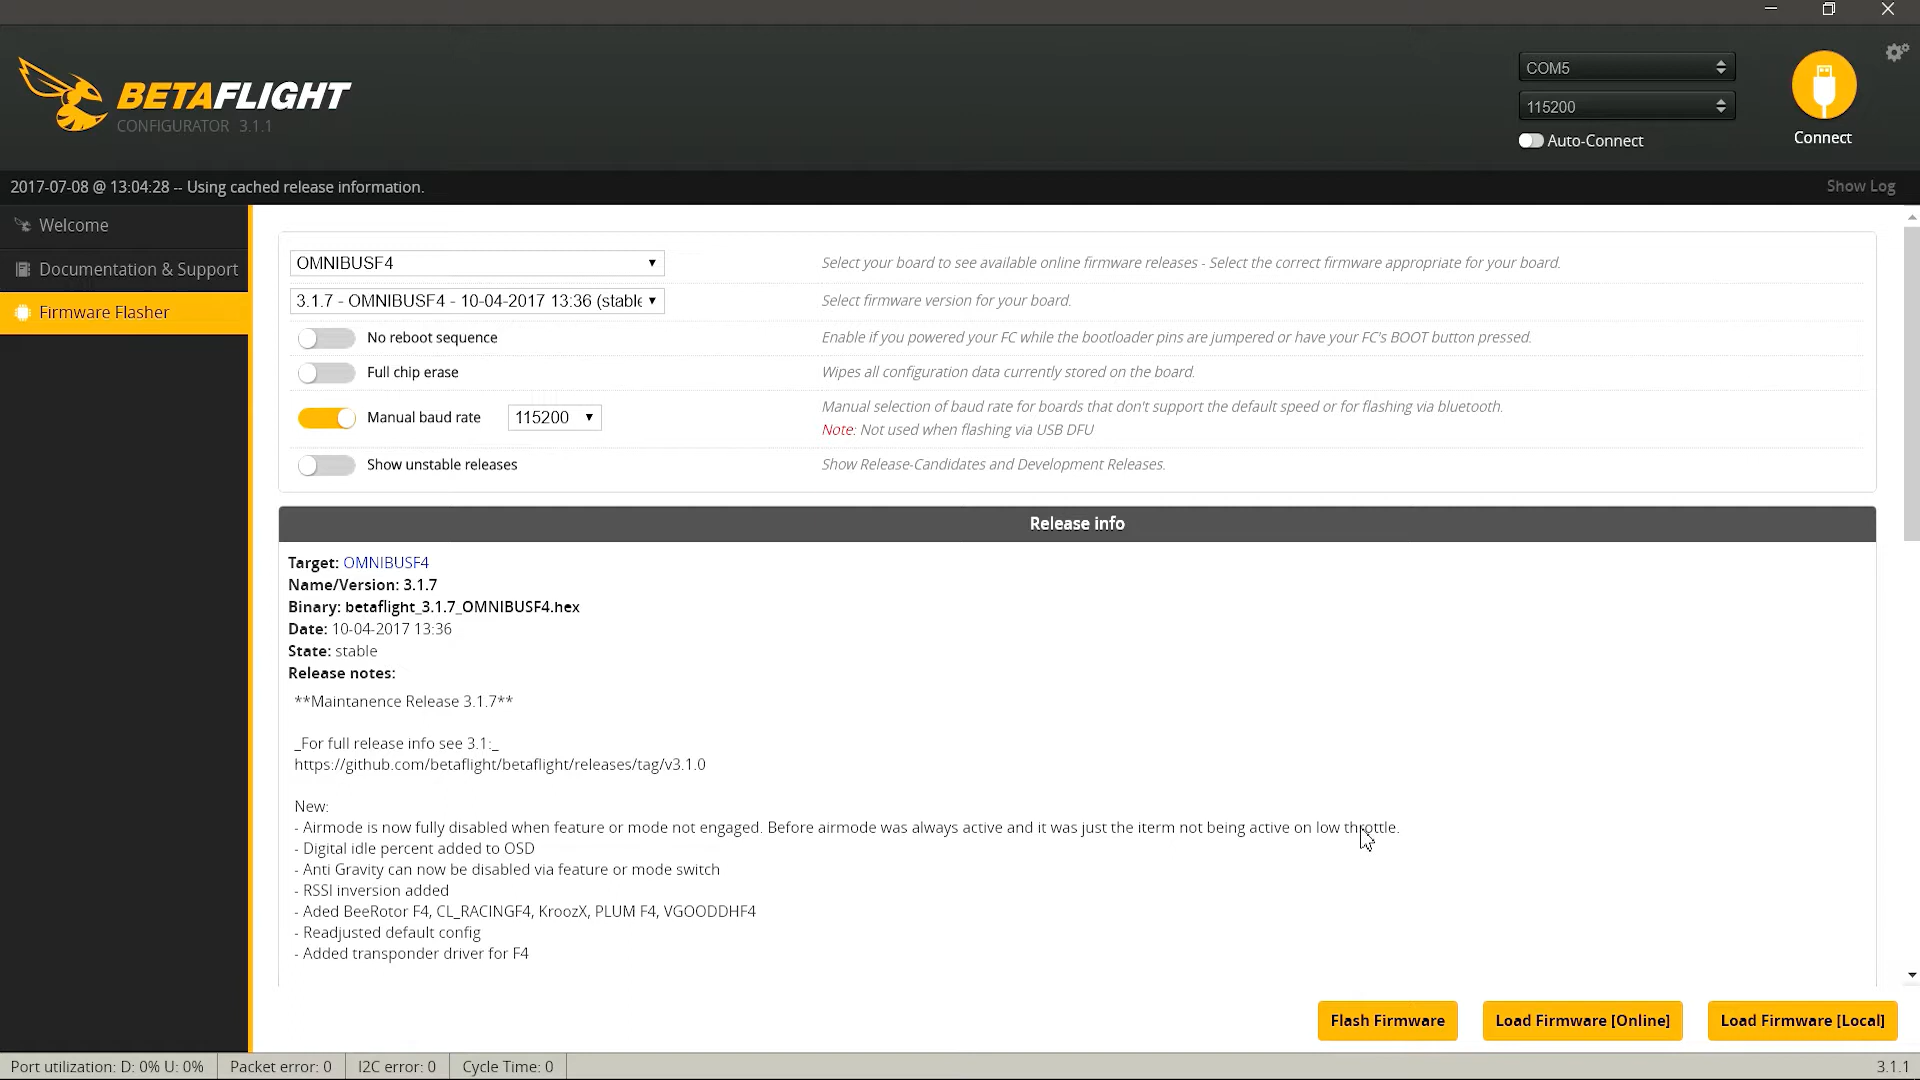 BETAFLIGHT
CONFIGURATOR 3.1.1
COM5
115200
Auto-Connect
Connect
2017-07-08 @ 13:04:28 -- Using cached release information.
Show Log
Welcome
Documentation & Support
Firmware Flasher
OMNIBUSF4
Select your board to see available online firmware releases - Select the correct firmware appropriate for your board.
3.1.7 - OMNIBUSF4 - 10-04-2017 13:36 (stable
Select firmware version for your board.
No reboot sequence
Enable if you powered your FC while the bootloader pins are jumpered or have your FC's BOOT button pressed.
Full chip erase
Wipes all configuration data currently stored on the board.
Manual baud rate
115200
Manual selection of baud rate for boards that don't support the default speed or for flashing via bluetooth.
Note: Not used when flashing via USB DFU
Show unstable releases
Show Release-Candidates and Development Releases.
Release info
Target: OMNIBUSF4
Name/Version: 3.1.7
Binary: betaflight_3.1.7_OMNIBUSF4.hex
Date: 10-04-2017 13:36
State: stable
Release notes:
**Maintanence Release 3.1.7**
_For full release info see 3.1:_
https://github.com/betaflight/betaflight/releases/tag/v3.1.0
New:
- Airmode is now fully disabled when feature or mode not engaged. Before airmode was always active and it was just the iterm not being active on low throttle.
- Digital idle percent added to OSD
- Anti Gravity can now be disabled via feature or mode switch
- RSSI inversion added
- Aded BeeRotor F4, CL_RACINGF4, KroozX, PLUM F4, VGOODDHF4
- Readjusted default config
- Added transponder driver for F4
Flash Firmware
Load Firmware [Online]
Load Firmware [Local]
Port utilization: D: 0% U: 0%
Packet error: 0
I2C error: 0
Cycle Time: 0
3.1.1